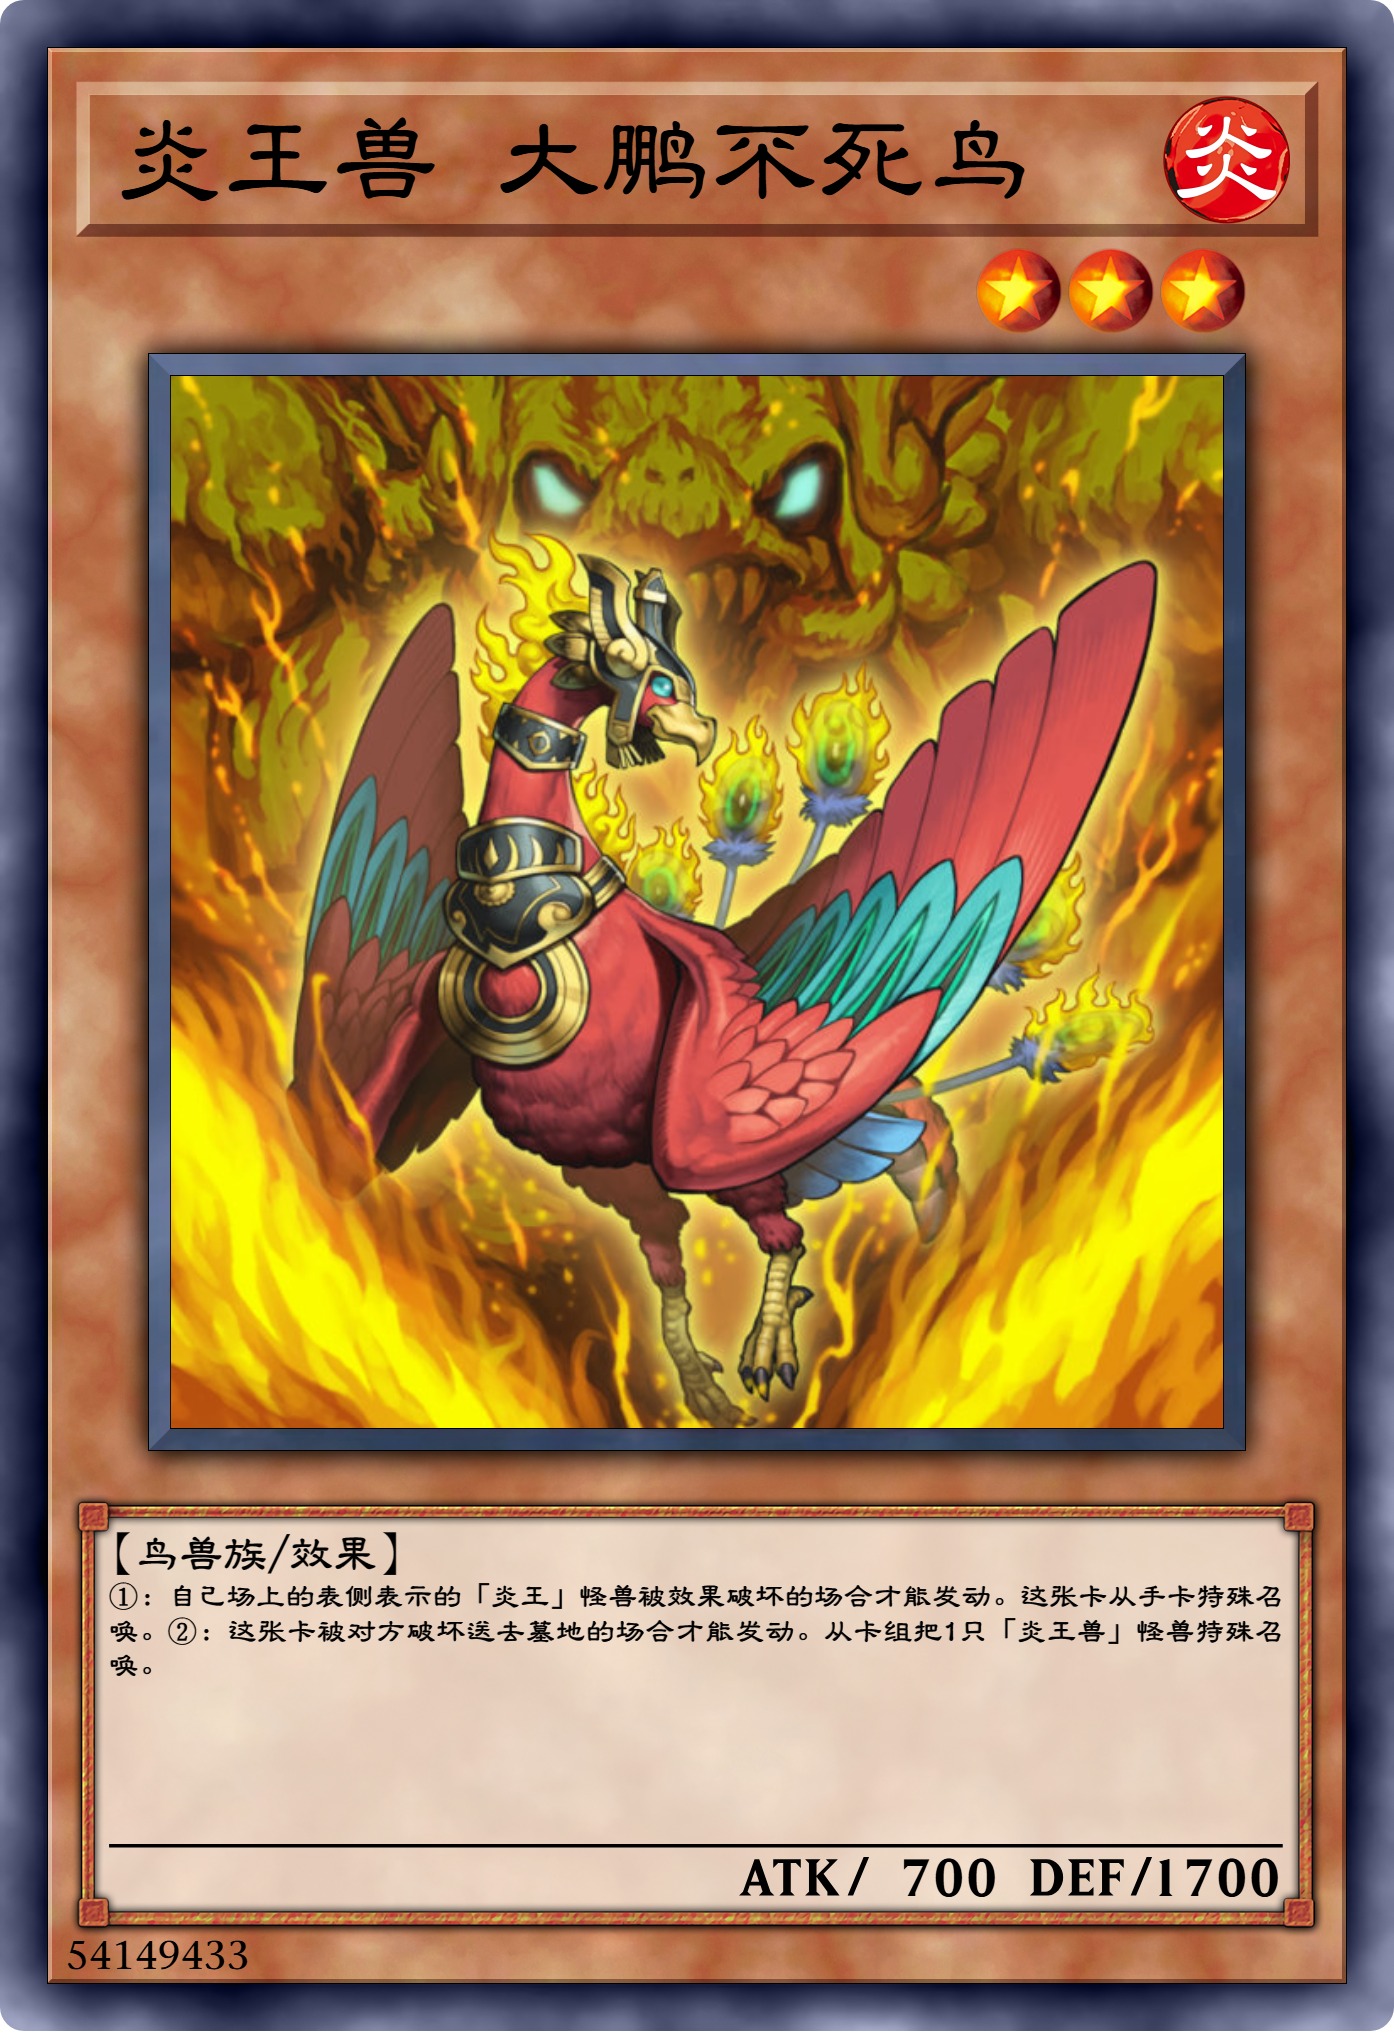 炎王兽 大鹏不死鸟
炎
【鸟兽族/效果】
①：自己场上的表侧表示的「炎王」怪兽被效果破坏的场合才能发动。这张卡从手卡特殊召
唤。②：这张卡被对方破坏送去墓地的场合才能发动。从卡组把1只「炎王兽」怪兽特殊召
唤。
ATK/ 700 DEF/1700
54149433